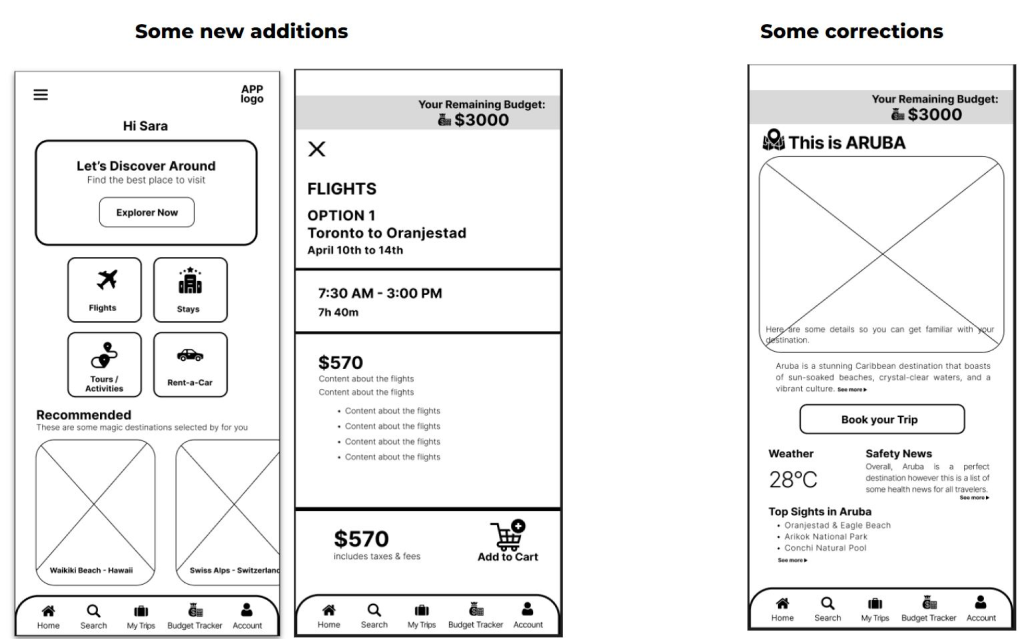 Some new additions
Some corrections
APP
logo
Hi Sara
Let's Discover Around
Find the best place to visit
Explorer Now
Flights
Stays
Tours /
Activities
Rent-a-Car
Recommended
These are some magic destinations selected by for you
Waikiki Beach - Hawaii
Swiss Alps - Switzerland
Home
Search
My Trips
Budget Tracker
Account
Your Remaining Budget:
$3000
FLIGHTS
OPTION 1
Toronto to Oranjestad
April 10th to 14th
7:30 AM - 3:00 PM
7h 40m
$570
Content about the flights
Content about the flights
• Content about the flights
• Content about the flights
• Content about the flights
• Content about the flights
$570
includes taxes & fees
Add to Cart
Home
Search
My Trips
Budget Tracker
Account
Your Remaining Budget:
$3000
This is ARUBA
Here are some details so you can get familiar with your
destination.
Aruba is a stunning Caribbean destination that boasts
of sun-soaked beaches, crystal-clear waters, and a
vibrant culture. See more ▸
Book your Trip
Weather
28°C
Safety News
Overall, Aruba is a perfect
destination however this is a list of
some health news for all travelers.
See more ▸
Top Sights in Aruba
• Oranjestad & Eagle Beach
• Arikok National Park
• Conchi Natural Pool
See more ▸
Home
Search
My Trips
Budget Tracker
Account